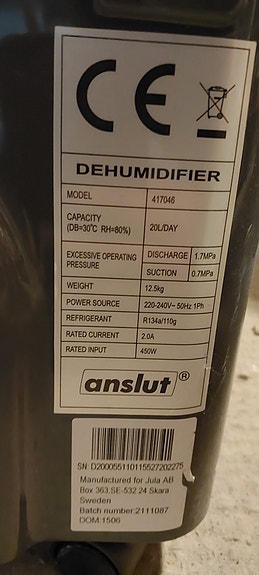 CE
DEHUMIDIFIER
MODEL 417046
CAPACITY (DB=30°C RH=80%) 20L/DAY
EXCESSIVE OPERATING PRESSURE DISCHARGE 1.7MPa
SUCTION 0.7MPa
WEIGHT 12.5kg
POWER SOURCE 220-240V~ 50Hz 1Ph
REFRIGERANT R134a/110g
RATED CURRENT 2.0A
RATED INPUT 450W
anslut ®
SN: D200055110115527202275
Manufactured for Jula AB
Box 363,SE-532 24 Skara
Sweden
Batch number:2111087
DOM:1506